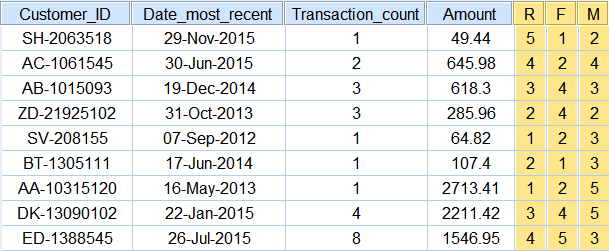 Customer_ID Date_most_recent Transaction_count Amount R F M
SH-2063518 29-Nov-2015 1 49.44 5 1 2
AC-1061545 30-Jun-2015 2 645.98 4 2 4
AB-1015093 19-Dec-2014 3 618.3 3 4 3
ZD-21925102 31-Oct-2013 3 285.96 2 4 2
SV-208155 07-Sep-2012 1 64.82 1 2 3
BT-1305111 17-Jun-2014 1 107.4 2 1 3
AA-10315120 16-May-2013 1 2713.41 1 2 5
DK-13090102 22-Jan-2015 4 2211.42 3 4 5
ED-1388545 26-Jul-2015 8 1546.95 4 5 3